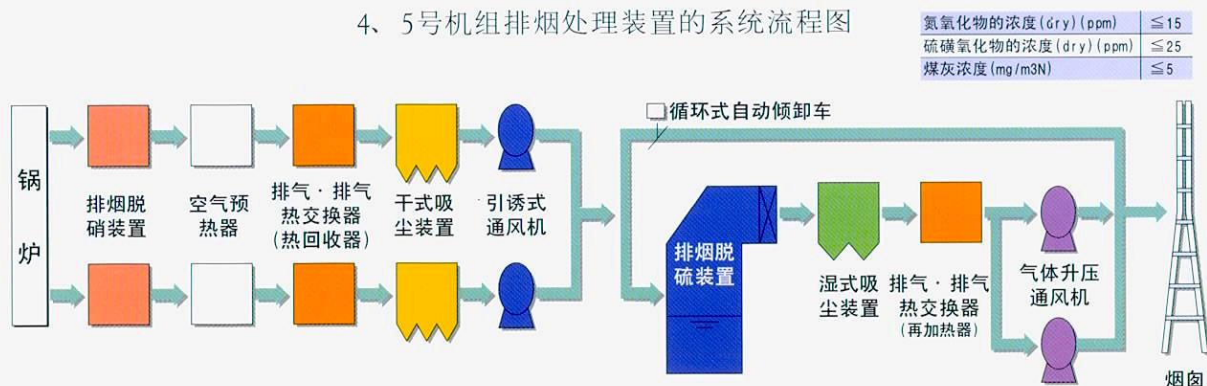 4、5号机组排烟处理装置的系统流程图
氮氧化物的浓度(dry)(ppm) ≦15
硫磺氧化物的浓度(dry)(ppm) ≦25
煤灰浓度(mg/m3N) ≦5
循环式自动倾卸车
锅
炉
排烟脱
硝装置
空气预
热器
排气·排气
热交换器
(热回收器)
干式吸
尘装置
引诱式
通风机
排烟脱
硫装置
湿式吸
尘装置
排气·排气
热交换器
(再加热器)
气体升压
通风机
烟囱